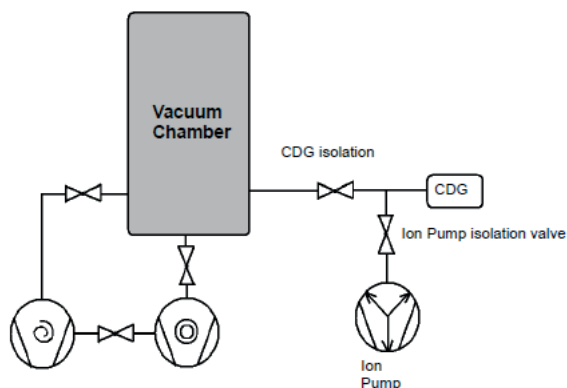 Vacuum
Chamber
CDG isolation
CDG
Ion Pump isolation valve
Ion
Pump